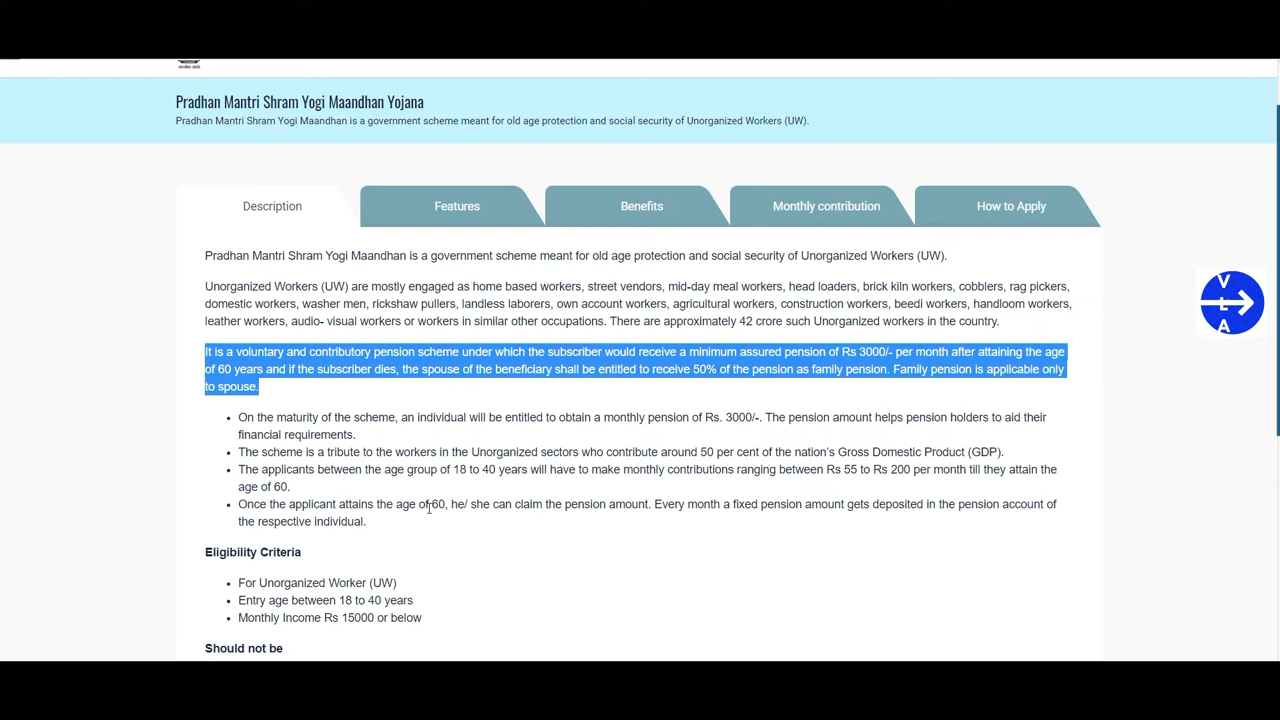 Pradhan Mantri Shram Yogi Maandhan Yojana
Pradhan Mantri Shram Yogi Maandhan is a government scheme meant for old age protection and social security of Unorganized Workers (UW).
Description
Features
Benefits
Monthly contribution
How to Apply
Pradhan Mantri Shram Yogi Maandhan is a government scheme meant for old age protection and social security of Unorganized Workers (UW).
Unorganized Workers (UW) are mostly engaged as home based workers, street vendors, mid-day meal workers, head loaders, brick kiln workers, cobblers, rag pickers,
domestic workers, washer men, rickshaw pullers, landless laborers, own account workers, agricultural workers, construction workers, beedi workers, handloom workers,
leather workers, audio- visual workers or workers in similar other occupations. There are approximately 42 crore such Unorganized workers in the country.
It is a voluntary and contributory pension scheme under which the subscriber would receive a minimum assured pension of Rs 3000/- per month after attaining the age
of 60 years and if the subscriber dies, the spouse of the beneficiary shall be entitled to receive 50% of the pension as family pension. Family pension is applicable only
to spouse.
• On the maturity of the scheme, an individual will be entitled to obtain a monthly pension of Rs. 3000/-. The pension amount helps pension holders to aid their
financial requirements.
• The scheme is a tribute to the workers in the Unorganized sectors who contribute around 50 per cent of the nation's Gross Domestic Product (GDP).
• The applicants between the age group of 18 to 40 years will have to make monthly contributions ranging between Rs 55 to Rs 200 per month till they attain the
age of 60.
• Once the applicant attains the age of 60, he/ she can claim the pension amount. Every month a fixed pension amount gets deposited in the pension account of
the respective individual.
Eligibility Criteria
• For Unorganized Worker (UW)
• Entry age between 18 to 40 years
• Monthly Income Rs 15000 or below
Should not be
V
L
A